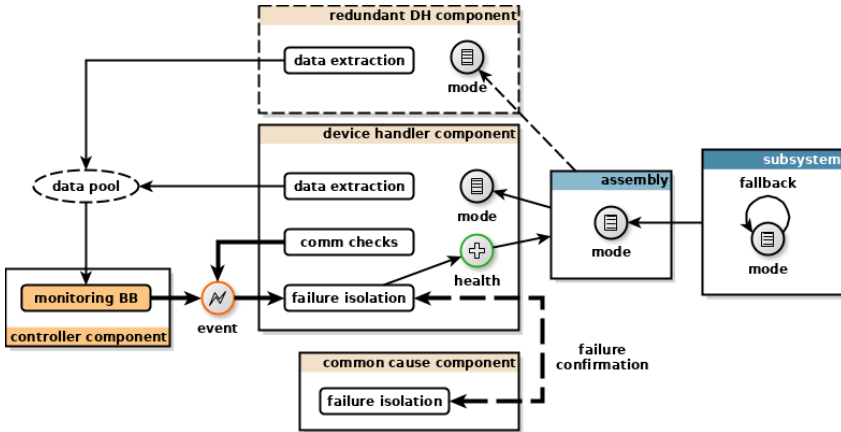 redundant DH component
data extraction
mode
device handler component
data extraction
mode
comm checks
health
failure isolation
data pool
monitoring BB
controller component
event
assembly
mode
subsystem
fallback
mode
failure
confirmation
common cause component
failure isolation